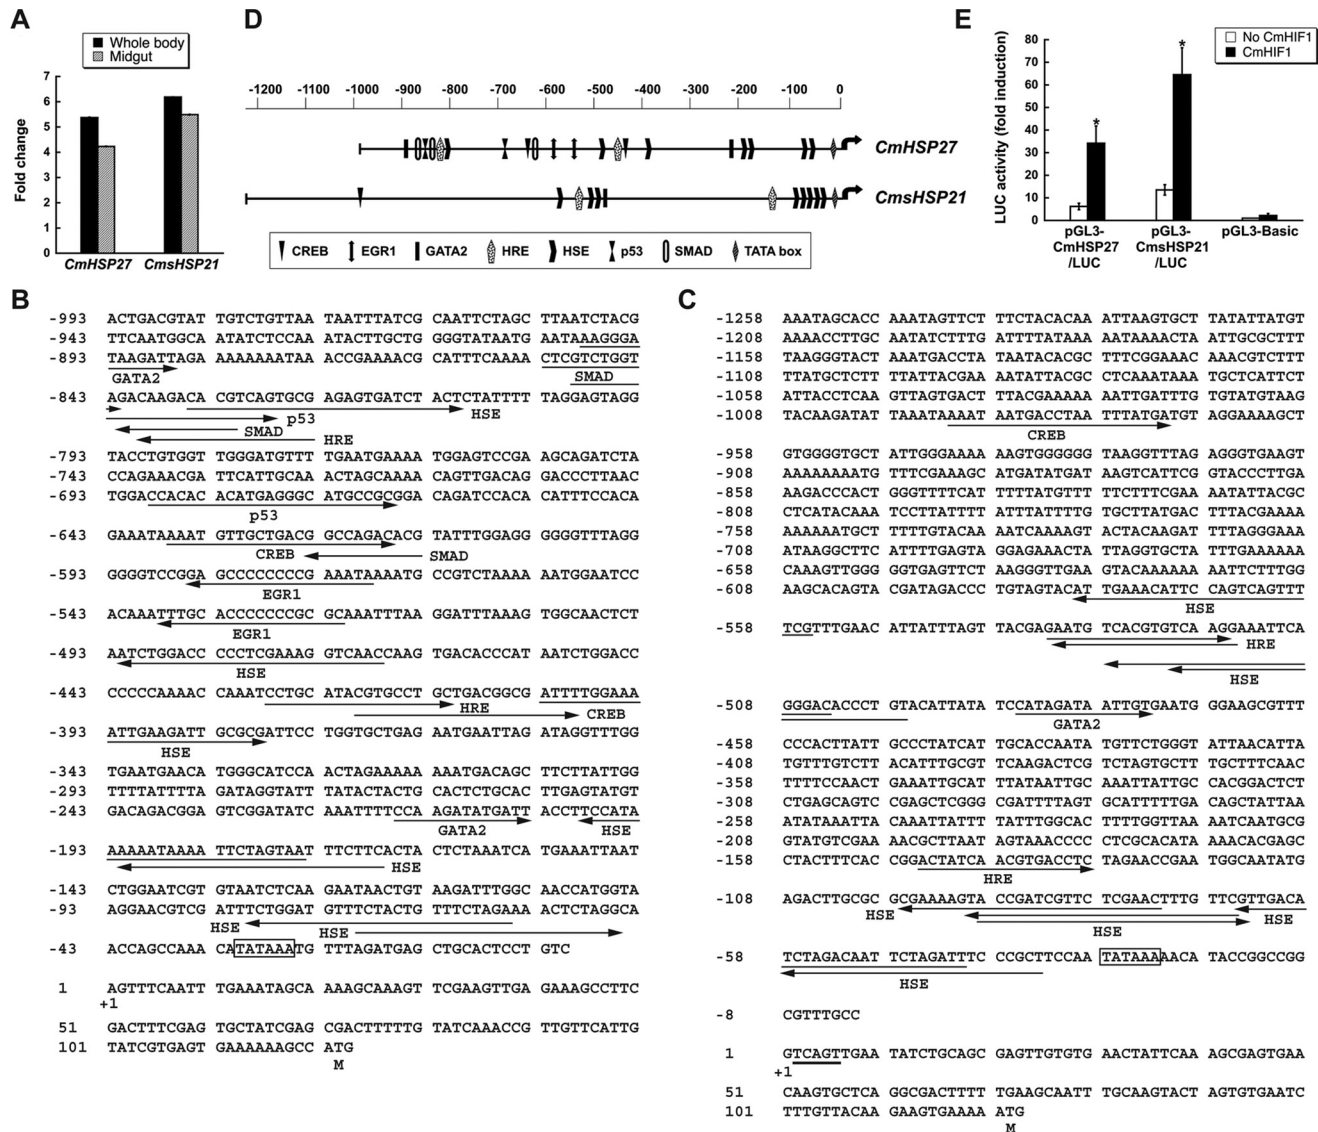 A
Whole body
Midgut
Fold change
7
6
5
4
3
2
1
0
CmHSP27
CmsHSP21
D
-1200
-1100
-1000
-900
-800
-700
-600
-500
-400
-300
-200
-100
0
CmHSP27
CmsHSP21
CREB
EGR1
GATA2
HRE
HSE
p53
SMAD
TATA box
E
No CmHIF1
CmHIF1
LUC activity (fold induction)
80
70
60
50
40
30
20
10
0
*
*
pGL3-
CmHSP27
/LUC
pGL3-
CmsHSP21
/LUC
pGL3-Basic
B
-993 ACTGACGTAT TGTCTGTTAA TAATTTATCG CAATTCTAGC TTAATCTACG
-943 TTCAATGGCA ATATCTCCAA ATACTTGCTG GGGTATAATG AATAAAGGGA
-893 TAAGATTAGA AAAAAAATAA AACCGAAAACG CATTTCAAAA CTCGTCTGGT
GATA2 SMAD
-843 AGACAAGACA CGTCAGTGCG AGAGTGATCT ACTCTATTTT TAGGAGTAGG
HSE
p53
SMAD
HRE
-793 TACCTGTGGT TGGGATGTTT TGAATGAAAA TGGAGTCCGA AGCAGATCTA
-743 CCAGAAACGA TTCATTGCAA ACTAGCAAAA CAGTTGACAG GACCCTTAAC
-693 TGGACCACAC ACATGAGGGC ATGCCGCGGA CAGATCCACA CATTTCCACA
p53
-643 GAAATAAAAT GTTGCTGACG GCCAGACACG TATTTGGAGG GGGTTTAGG
CREB SMAD
-593 GGGGTCCGGA GCCCCCCCCG AAATAAAATG CCGTCTAAAA AATGGAATCC
EGR1
-543 ACAAATTTGC ACCCCCCCGC GCAAATTTAA GGATTTAAAG TGGCAACTCT
EGR1
-493 AATCTGGACC CCCTCGAAAG GTCAACCAAG TGACACCCAT AATCTGGACC
HSE
-443 CCCCCAAAAC CAAATCCTGC ATACGTGCCT GCTGACGGCG ATTTTGGAAA
HRE CREB
-393 ATTGAAGATT GCGCGATTCC TGGTGCTGAG AATGAATTAG ATAGGTTTGG
HSE
-343 TGAATGAACA TGGGCATCCA ACTAGAAAAA AAATGACAGC TTCTTATTGG
-293 TTTTATTTTA GATAGGTATT TATACTACTG CACTCTGCAC TTGAGTATGT
-243 GACAGACGGA GTCGGATATC AAATTTTCCA AGATATGATT ACCTTCCATA
GATA2 HSE
-193 AAAAATAAAA TTCTAGTAAT TTCTTCACTA CTCTAAATCA TGAAATTAAT
HSE
-143 CTGGAATCGT GTAATCTCAA GAATAACTGT AAGATTTGGC AACCATGGTA
-93 AGGAACGTCG ATTTCTGGAT GTTTCTACTG TTTCTAGAAA ACTCTAGGCA
HSE
HSE
-43 ACCAGCCAAA CATATAAATG TTTAGATGAG CTGCACTCCT GTC
1 AGTTTCAATT TGAAATAGCA AAAGCAAAGT TCGAAGTTGA GAAAGCCTTC
+1
51 GACTTTCGAG TGCTATCGAG CGACTTTTTG TATCAAACCG TTGTTCATTG
101 TATCGTGAGT GAAAAAAGCC ATG
M
C
-1258 AAATAGCACC AAATAGTTCT TTCTACACAA ATTAAGTGCT TATATTATGT
-1208 AAAACCTTGC AATATCTTTG ATTTTATAAA AATAAAAACTA ATTGCGCTTT
-1158 TAAGGGTACT AAATGACCTA TAATACACGC TTTCGGAAAC AAACGTCTTT
-1108 TTATGCTCTT TTATTACGAA AAATATTACGC CTCAAATAAA TGCTCATTCT
-1058 ATTACCTCAA GTTAGTGACT TTACGAAAAA AATTGATTTG TGTATGTAAG
-1008 TACAAGATAT TAAATAAAAT AATGACCTAA TTTATGATGT TAGGAAAAGCT
CREB
-958 GTGGGGTGCT ATTGGGAAAA AAGTGGGGGG TAAGGTTTAG AGGGTGAAGT
-908 AAAAAAAATG TTTCGAAAGC ATGATATGAT AAGTCATTCG GTACCCTTGA
-858 AAGACCCACT GGGTTTTCAT TTTTATGTTT TTCTTTCGAA AATATTACGC
-808 CTCATACAAA TCCTTATTTT TATATTTTTG TGCTTATGAC TTTACGAAAA
-758 AAAAAATGCT TTTTGTACAA AATCAAAAGT ACTACAAGAT TTTAGGGAAA
-708 ATAAGGCTTC ATTTTGAGTA GGAGAAACTA TTAGGTGCTA TTTGAAAAAA
-658 CAAAGTTGGG GGTGAGTTCT AAGGGTTGAA GTACAAAAAA AATTCTTTGG
-608 AAGCACAGTA CGATAGACCC TGTAGTACAT TGAAACATTC CAGTCAGTTT
HSE
-558 TCGTTTGAAC ATTATTTAGT TACGAGAATG TCACGTGTCA AGGAAATTCA
HRE
HSE
-508 GGGACACCCTGT TACATTATAT CCATAGATAA ATTGTGAATG GGAAGCGTTT
GATA2
-458 CCCACTTATT GCCCTATCAT TGCACCAATA TGTTCTGGGT ATTAACATTA
-408 TGTTTGTCTT ACATTTGCGTT CAAGACTCG TCTAGTGCTT TGCTTTCAAC
-358 TTTTCCAACT GAAATTGCAT TATAATTGC AAATTATTGC CACGGACTCT
-308 CTGAGCAGTC CGAGCTCGGG CGATTTTAGT GCATTTTTGA CAGCTATTAA
-258 ATATAAATTA CAAATTATTT TATTTGGCAC TTTTGGTTAA AAATCAATGCG
-208 GTATGTCGAA ACGCTTAAT AGTAAACCCC CTCGCACATA AAACACGAGC
-158 CTACTTTCACC GGACTATCA ACGTGACCTC TAGAACCGAA TGGCAATATG
HRE
-108 AGACTTGCGC GCGAAAAGTA CCGATCGTTC TCGAACTTTG TTCGTTGACA
HSE HSE
HSE
-58 TCTAGACAAT TCTAGATTTC CCGCTTCCAA TATAAAAACA TACCGGCCGG
HSE
-8 CGTTTGCC
1 GTCAGTTGAA TATCTGCAGC GAGTTGTGTG AACTATTCAA AGCGAGTGAA
+1
51 CAAGTGCTCA GGCGACTTTT TGAAGCAATT TGCAAGTACT AGTGTGAATC
101 TTTGTTACAA GAAGTGAAAA ATG
M